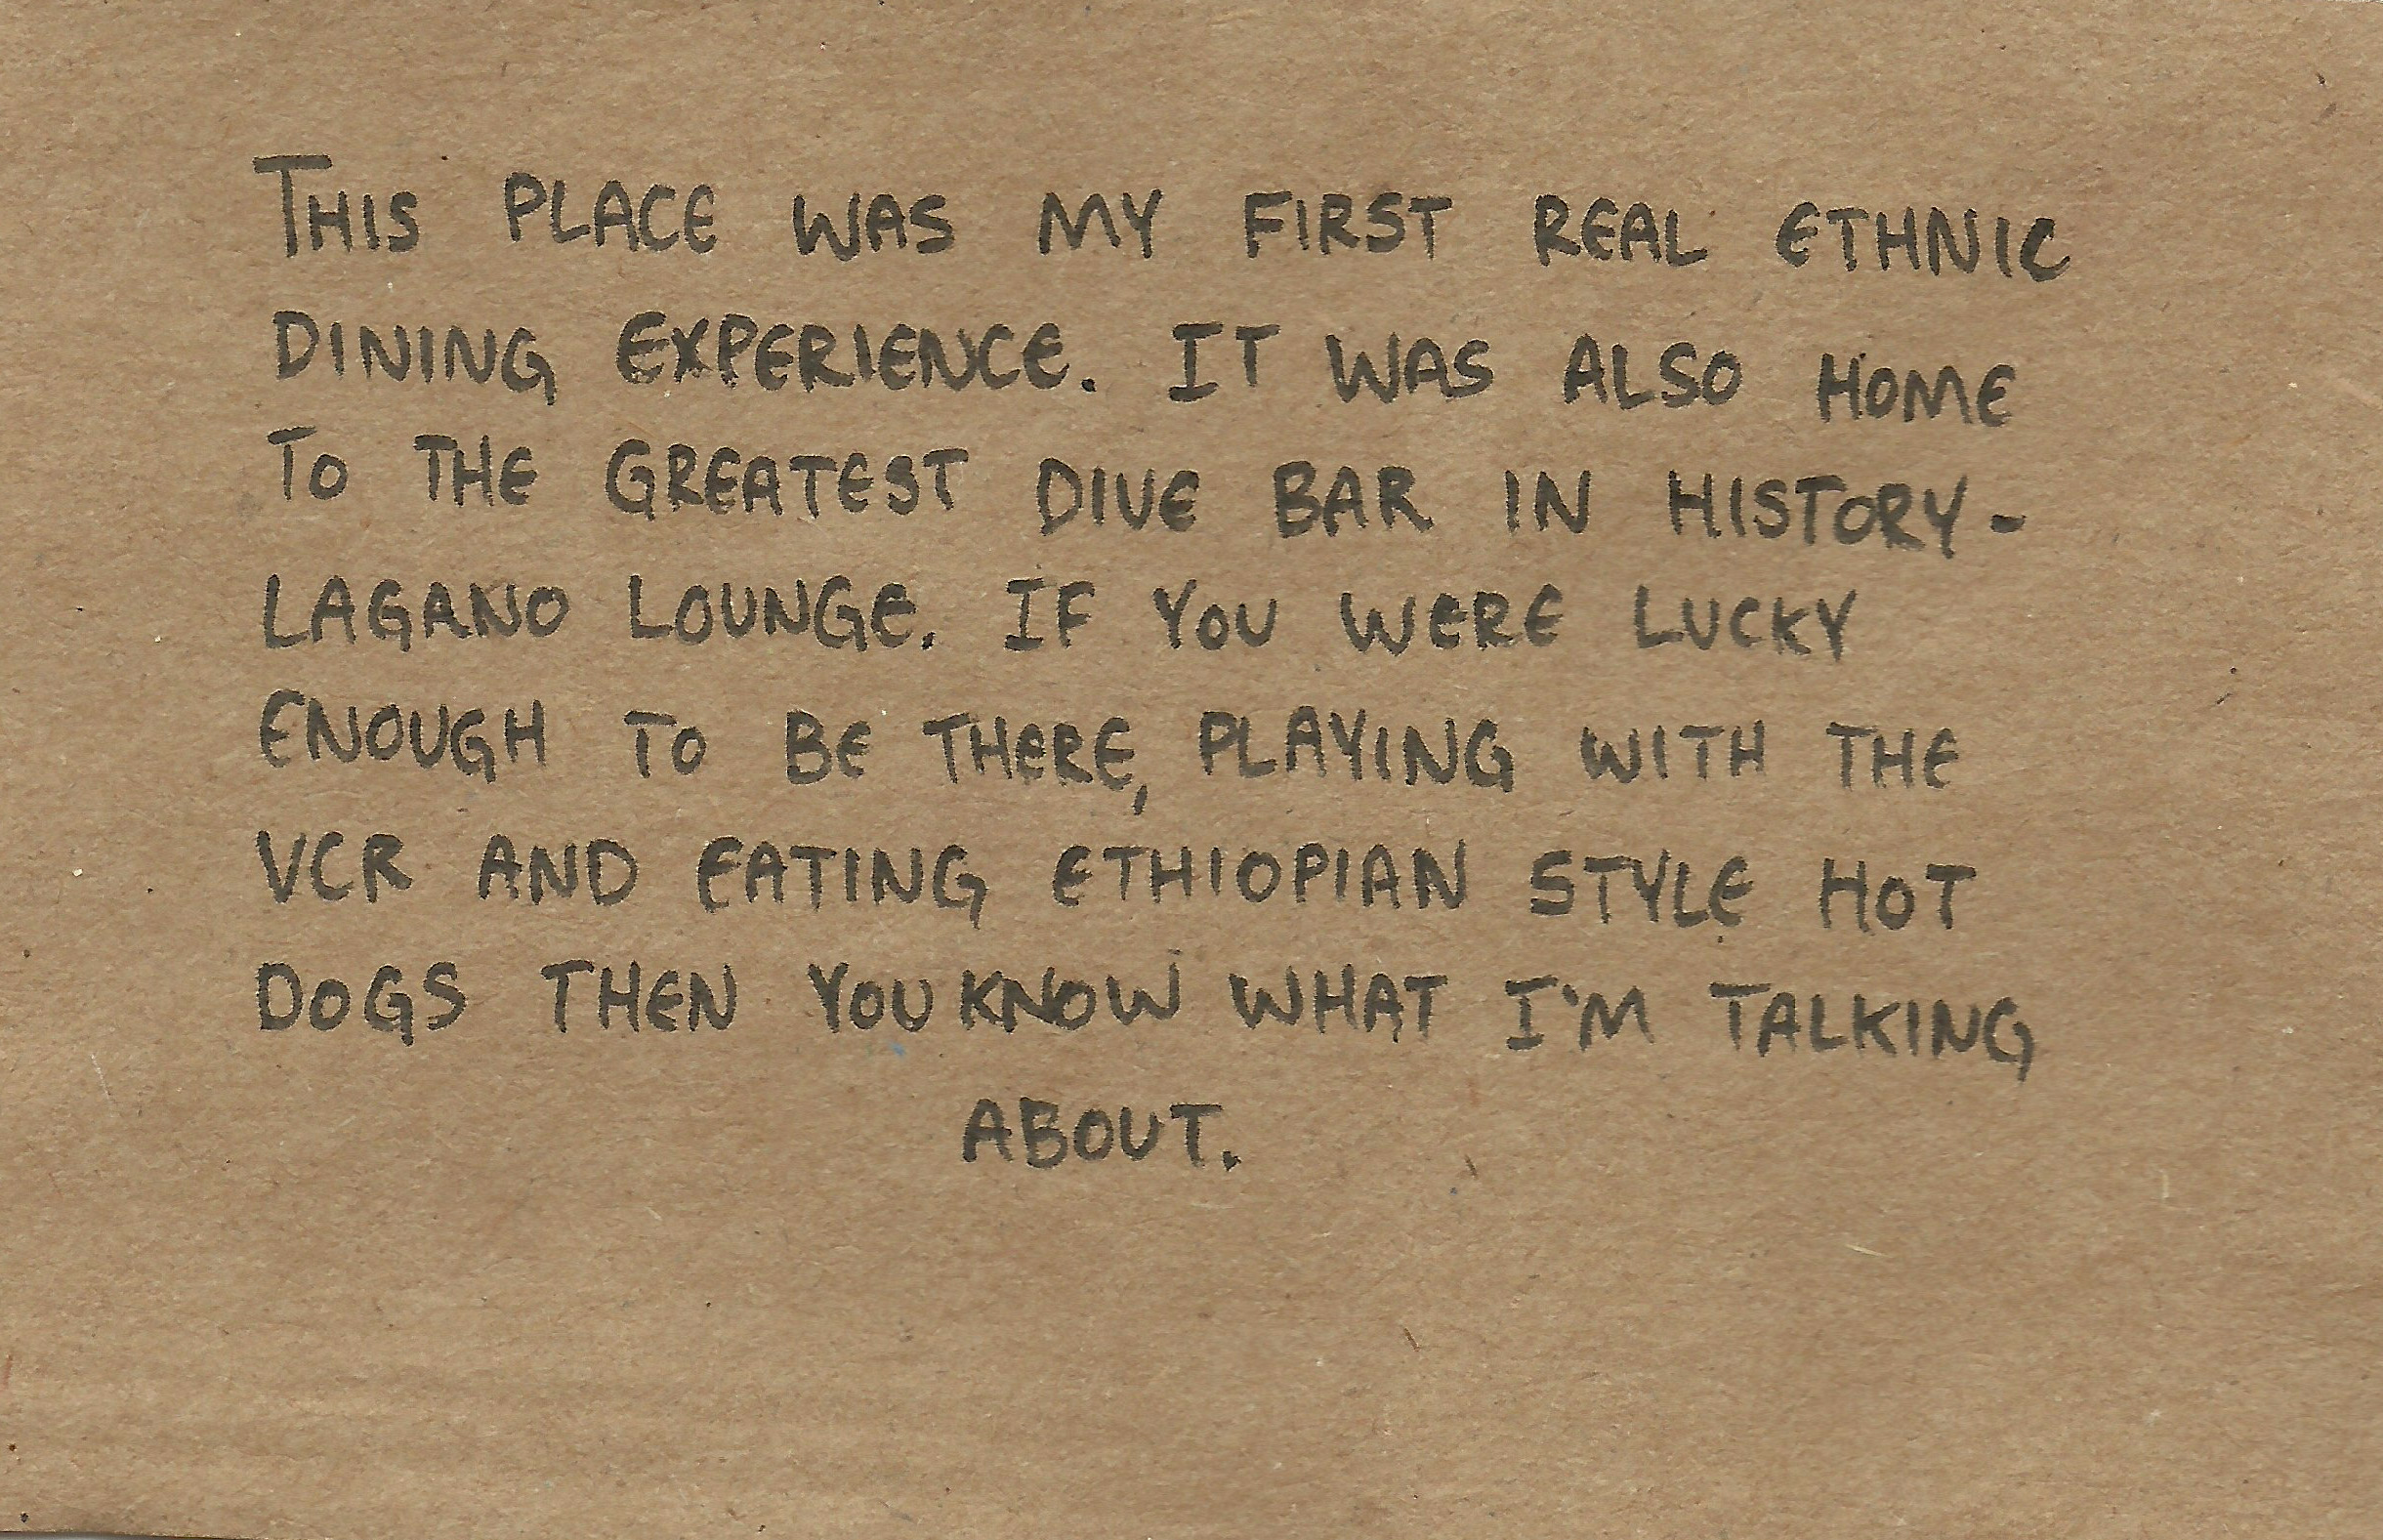 THIS PLACE WAS MY FIRST REAL ETHNIC
DINING EXPERIENCE. IT WAS ALSO HOME
TO THE GREATEST DIVE BAR IN HISTORY-
LAGANO LOUNGE. IF YOU WERE LUCKY
ENOUGH TO BE THERE, PLAYING WITH THE
VCR AND EATING ETHIOPIAN STYLE HOT
DOGS THEN YOU KNOW WHAT I'M TALKING
ABOUT.